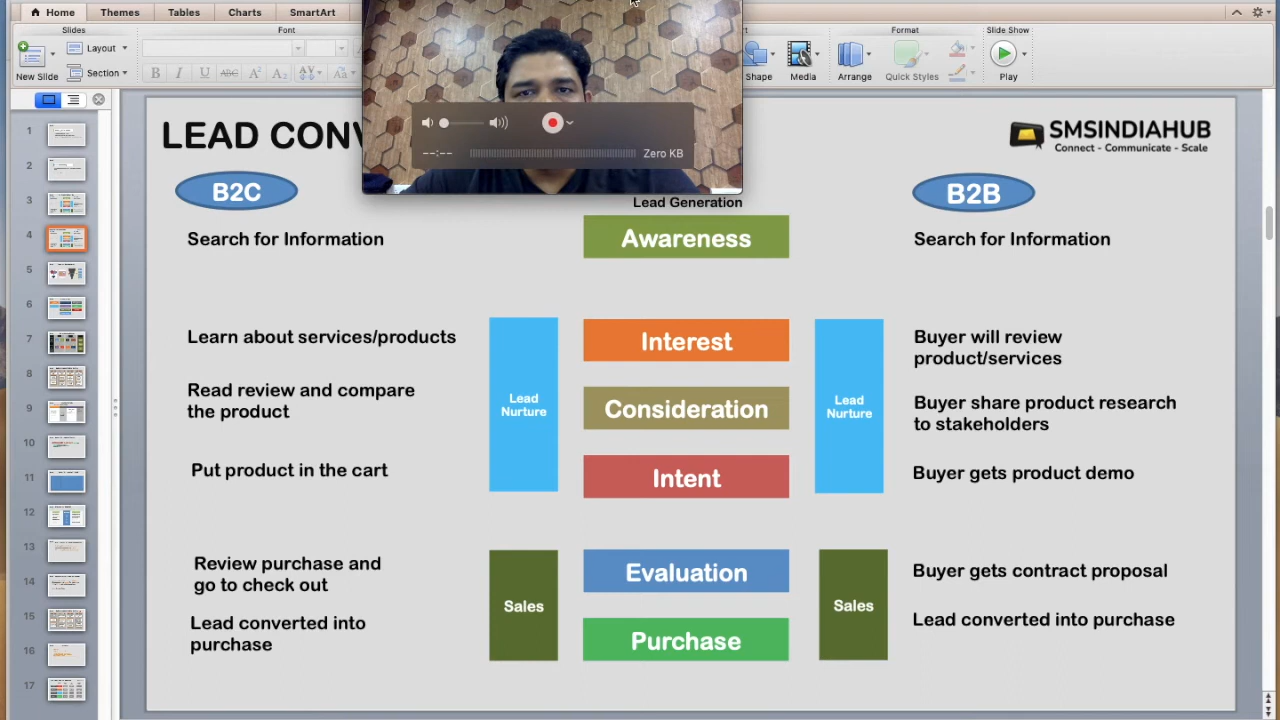 Home
Themes
Tables
Charts
SmartArt
Slides
Font
Format
Slide Show
New Slide
Layout
Section
B I U ABC A A
Shape
Media
Arrange
Quick Styles
Play
--:--
Zero KB
1
2
3
4
5
6
7
8
9
10
11
12
13
14
15
16
17
LEAD CONV
SMSINDIAHUB
Connect - Communicate - Scale
B2C
Lead Generation
B2B
Search for Information
Awareness
Search for Information
Learn about services/products
Interest
Buyer will review
product/services
Read review and compare
the product
Lead
Nurture
Consideration
Lead
Nurture
Buyer share product research
to stakeholders
Put product in the cart
Intent
Buyer gets product demo
Review purchase and
go to check out
Evaluation
Buyer gets contract proposal
Sales
Sales
Lead converted into
purchase
Purchase
Lead converted into purchase